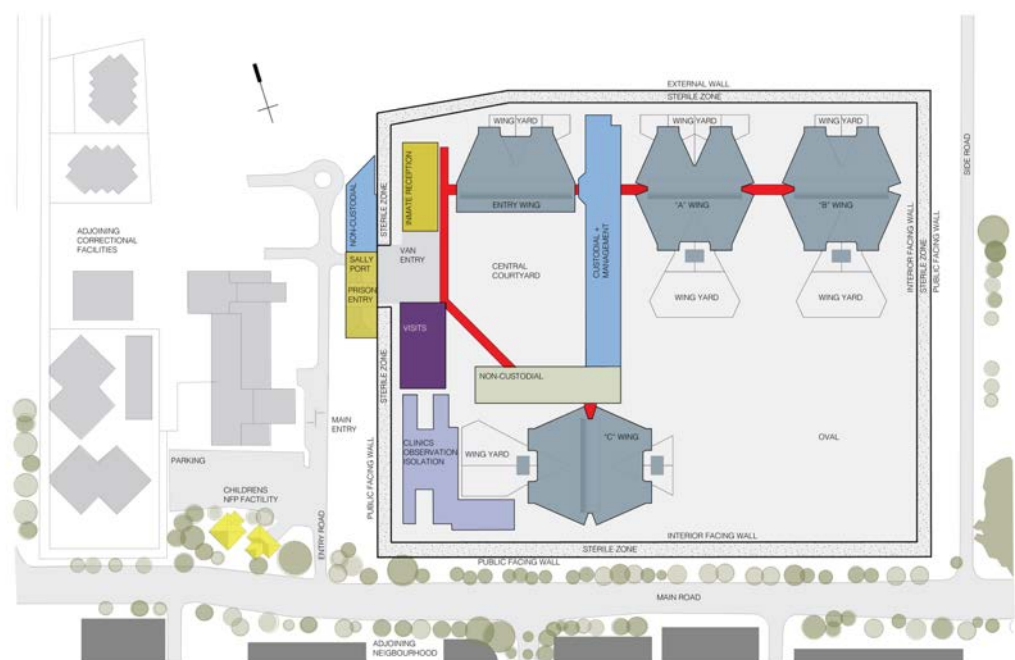 EXTERNAL WALL
STERILE ZONE
WING YARD
WING YARD
WING YARD
SIDE ROAD
NON-CUSTODIAL
STERILE ZONE
INMATE RECEPTION
ENTRY WING
"A" WING
"B" WING
ADJOINING
CORRECTIONAL
FACILITIES
SALLY
PORT
PRISON
ENTRY
VAN
ENTRY
CENTRAL
COURTYARD
CUSTODIAL +
MANAGEMENT
INTERIOR FACING WALL
STERILE ZONE
PUBLIC FACING WALL
WING YARD
WING YARD
VISITS
STERILE ZONE
NON-CUSTODIAL
MAIN
ENTRY
CLINICS
OBSERVATION
ISOLATION
WING YARD
"C" WING
OVAL
PARKING
PUBLIC FACING WALL
CHILDRENS
NFP FACTILITY
ENTRY ROAD
INTERIOR FACING WALL
STERILE ZONE
PUBLIC FACING WALL
MAIN ROAD
ADJOINING
NEIGBOURHOOD